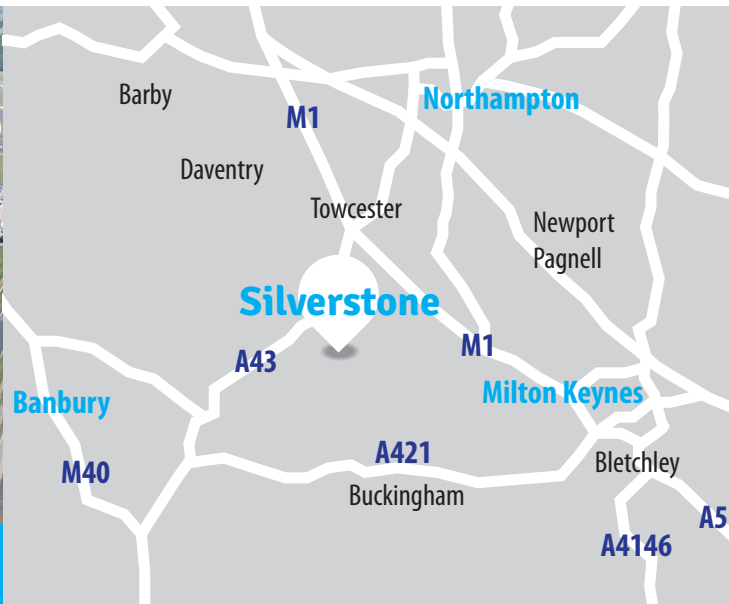 Barby
Northampton
M1
Daventry
Towcester
Newport
Pagnell
Silverstone
M1
A43
Milton Keynes
Banbury
A421
Bletchley
M40
Buckingham
A5
A4146